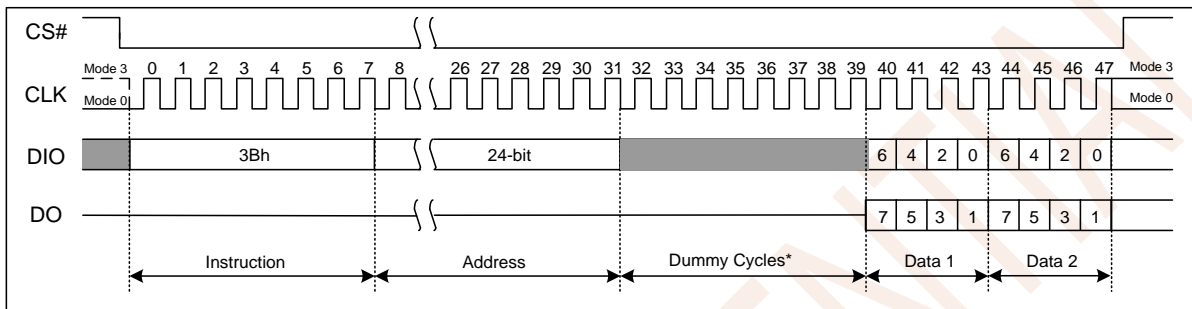 CS#
Mode 3 0 1 2 3 4 5 6 7 8 26 27 28 29 30 31 32 33 34 35 36 37 38 39 40 41 42 43 44 45 46 47 Mode 3
CLK
Mode 0 Mode 0
DIO 3Bh 24-bit 6 4 2 0 6 4 2 0
DO 7 5 3 1 7 5 3 1
Instruction Address Dummy Cycles* Data 1 Data 2
ENTIAL